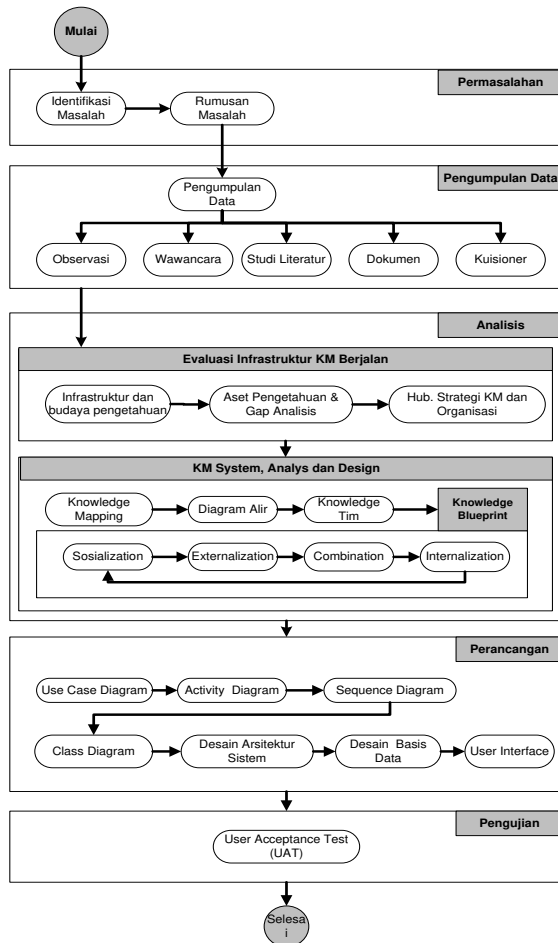 Mulai
Permasalahan
Identifikasi
Masalah
Rumusan
Masalah
Pengumpulan Data
Pengumpulan
Data
Observasi
Wawancara
Studi Literatur
Dokumen
Kuisioner
Analisis
Evaluasi Infrastruktur KM Berjalan
Infrastruktur dan
budaya pengetahuan
Aset Pengetahuan &
Gap Analisis
Hub. Strategi KM dan
Organisasi
KM System, Analys dan Design
Knowledge
Mapping
Diagram Alir
Knowledge
Tim
Knowledge
Blueprint
Sosialization
Externalization
Combination
Internalization
Perancangan
Use Case Diagram
Activity Diagram
Sequence Diagram
Class Diagram
Desain Arsitektur
Sistem
Desain Basis
Data
User Interface
Pengujian
User Acceptance Test
(UAT)
Selesa
i